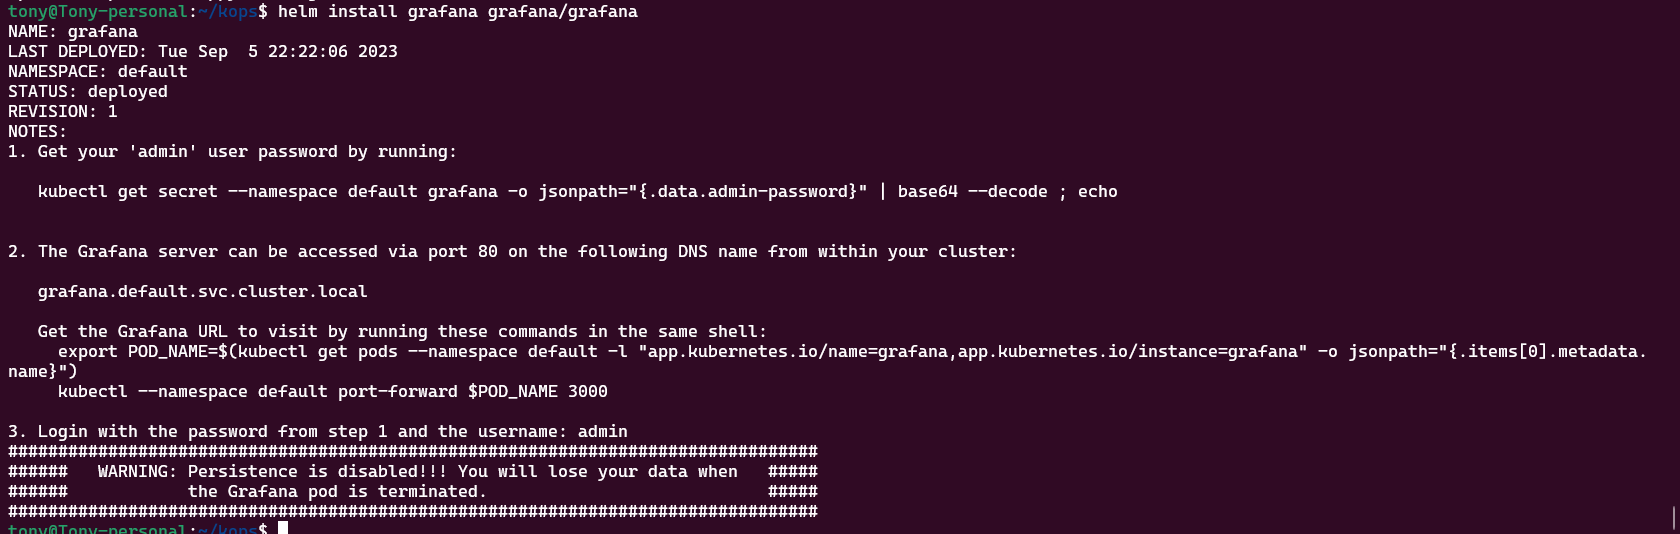 tony@Tony-personal:~/kops$ helm install grafana grafana/grafana
NAME: grafana
LAST DEPLOYED: Tue Sep  5 22:22:06 2023
NAMESPACE: default
STATUS: deployed
REVISION: 1
NOTES:
1. Get your 'admin' user password by running:
   kubectl get secret --namespace default grafana -o jsonpath="{.data.admin-password}" | base64 --decode ; echo
2. The Grafana server can be accessed via port 80 on the following DNS name from within your cluster:
   grafana.default.svc.cluster.local
   Get the Grafana URL to visit by running these commands in the same shell:
     export POD_NAME=$(kubectl get pods --namespace default -l "app.kubernetes.io/name=grafana,app.kubernetes.io/instance=grafana" -o jsonpath="{.items[0].metadata.
name}")
     kubectl --namespace default port-forward $POD_NAME 3000
3. Login with the password from step 1 and the username: admin
#################################################################################
######   WARNING: Persistence is disabled!!! You will lose your data when   #####
######            the Grafana pod is terminated.                            #####
#################################################################################
tony@Tony-personal:~/kops$